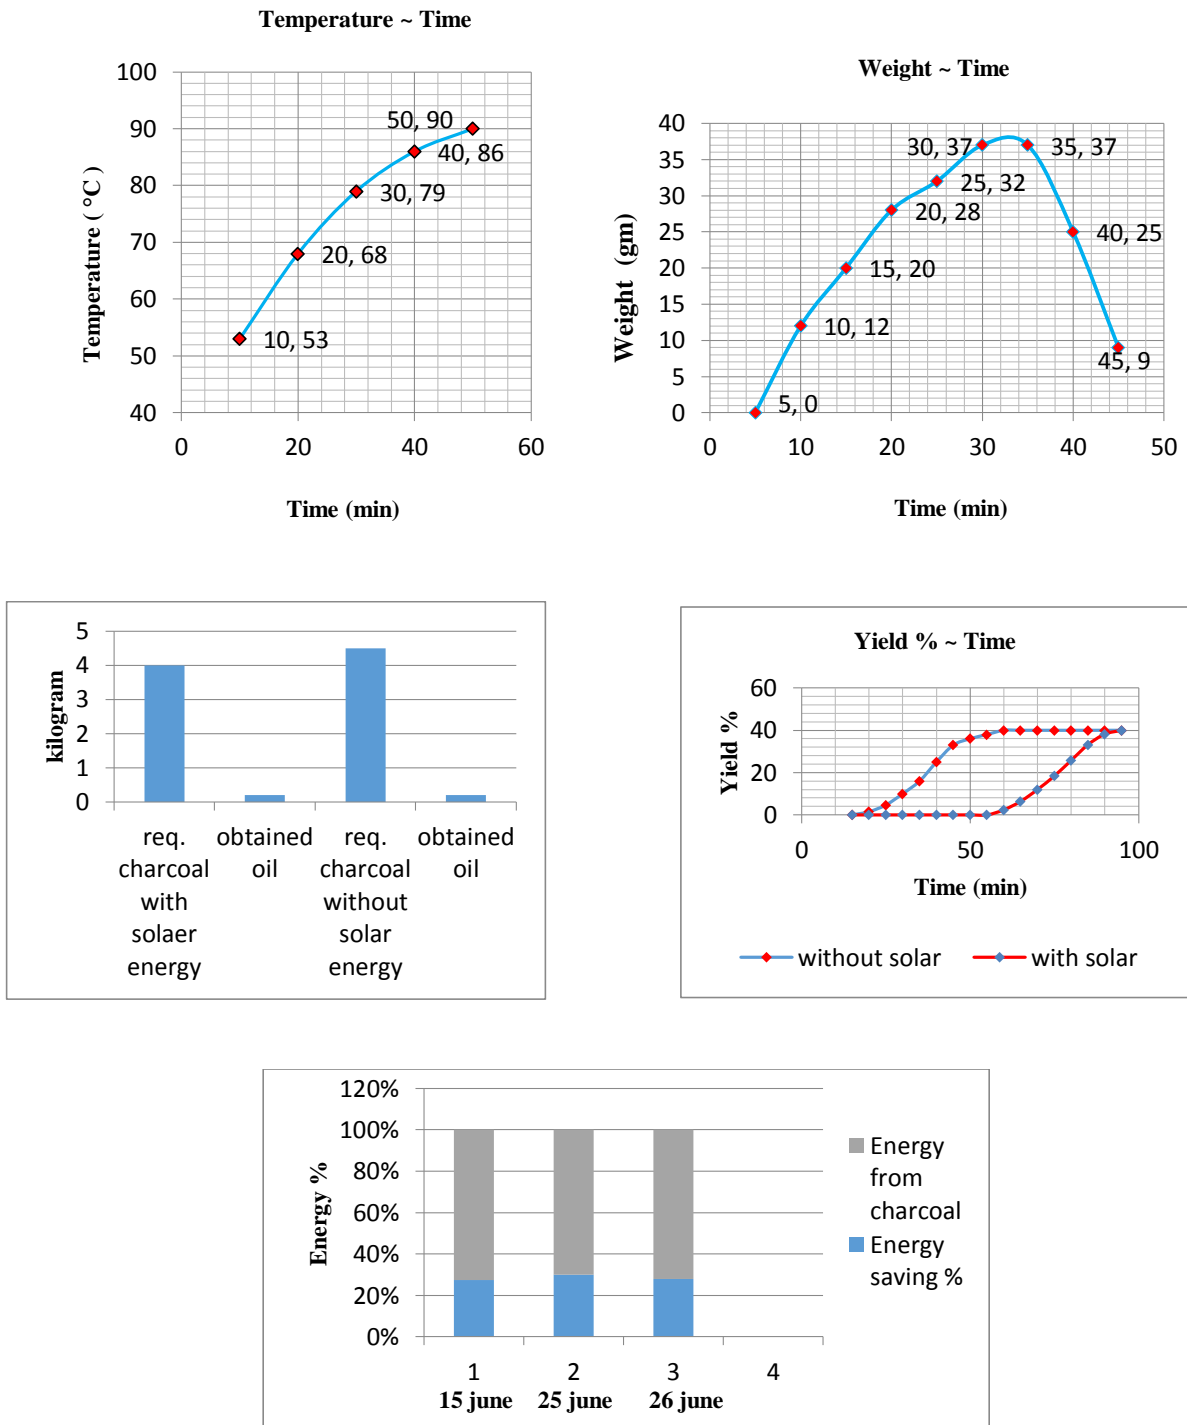 Temperature ~ Time
100
90
80
70
60
50
40
Temperature ( °C )
50, 90
40, 86
30, 79
20, 68
10, 53
0 20 40 60
Time (min)
Weight ~ Time
40
35
30
25
20
15
10
5
0
Weight (gm)
30, 37
35, 37
25, 32
20, 28
40, 25
15, 20
10, 12
45, 9
5, 0
0 10 20 30 40 50
Time (min)
5
4
3
2
1
0
kilogram
req.
charcoal
with
solaer
energy
obtained
oil
req.
charcoal
without
solar
energy
obtained
oil
Yield % ~ Time
60
40
20
0
Yield %
0 50 100
Time (min)
without solar with solar
120%
100%
80%
60%
40%
20%
0%
Energy %
1 2 3 4
15 june 25 june 26 june
Energy
from
charcoal
Energy
saving %